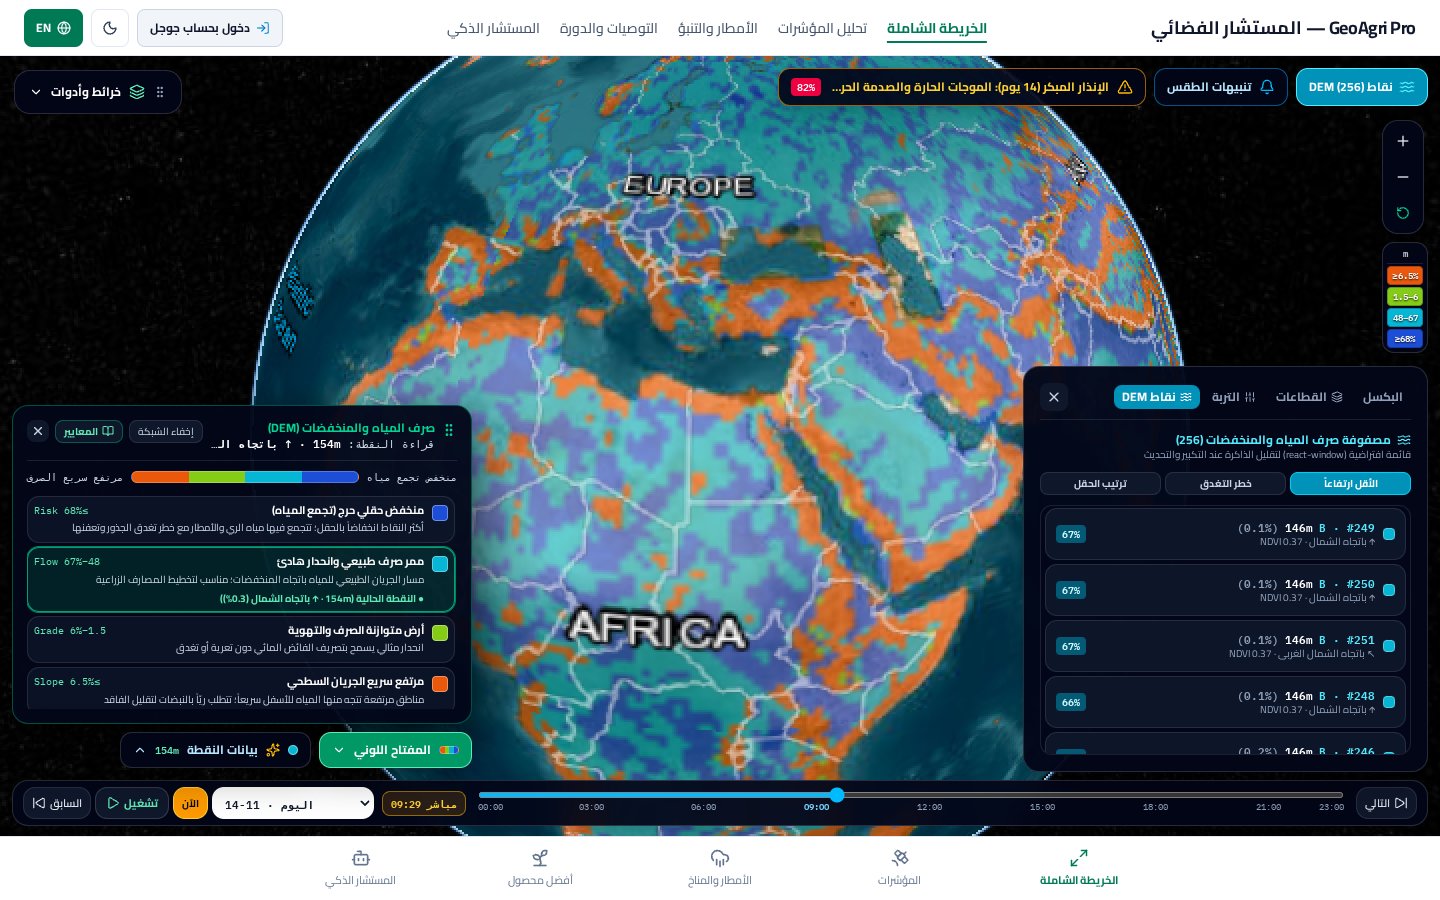 GeoAgri Pro — المستشار الفضائي
الخريطة الشاملة
تحليل المؤشرات
الأمطار والتنبؤ
التوصيات والدورة
المستشار الذكي
دخول بحساب جوجل
EN
نقاط DEM (256)
تنبيهات الطقس
الإنذار المبكر (14 يوم): الموجات الحارة والصدمة الحر...
82%
خرائط وأدوات
EUROPE
AFRICA
m
≥6.5%
1.5–6
48–67
≥68%
البكسل
القطاعات
التربة
نقاط DEM
مصفوفة صرف المياه والمنخفضات (256)
قائمة افتراضية (react-window) لتقليل الذاكرة عند التكبير والتحديث
الأقل ارتفاعاً
خطر التغدق
ترتيب الحقل
#249 · B 146m (0.1%)
↑ باتجاه الشمال · NDVI 0.37
67%
#250 · B 146m (0.1%)
↑ باتجاه الشمال · NDVI 0.37
67%
#251 · B 146m (0.1%)
↖ باتجاه الشمال الغربي · NDVI 0.37
67%
#248 · B 146m (0.1%)
↑ باتجاه الشمال · NDVI 0.37
66%
#246 · B 146m (0.2%)
صرف المياه والمنخفضات (DEM)
قراءة النقطة: 154m · ↑ باتجاه الـ…
إخفاء الشبكة
المعايير
منخفض تجمع مياه
مرتفع سريع الصرف
منخفض حقلي حرج (تجمع المياه)
Risk 68%≤
أكثر النقاط انخفاضاً بالحقل؛ تتجمع فيها مياه الري والأمطار مع خطر تغدق الجذور وتعفنها
ممر صرف طبيعي وانحدار هادئ
Flow 67%–48
مسار الجريان الطبيعي للمياه باتجاه المنخفضات؛ مناسب لتخطيط المصارف الزراعية
● النقطة الحالية (154m · ↑ باتجاه الشمال (0.3%))
أرض متوازنة الصرف والتهوية
Grade 6%–1.5
انحدار مثالي يسمح بتصريف الفائض المائي دون تعرية أو تغدق
مرتفع سريع الجريان السطحي
Slope 6.5%≤
مناطق مرتفعة تتجه منها المياه للأسفل سريعاً؛ تتطلب ريّاً بالنبضات لتقليل الفاقد
المفتاح اللوني
بيانات النقطة
154m
التالي
00:00
03:00
06:00
09:00
12:00
15:00
18:00
21:00
23:00
مباشر 09:29
اليوم · 11-14
الآن
تشغيل
السابق
الخريطة الشاملة
المؤشرات
الأمطار والمناخ
أفضل محصول
المستشار الذكي